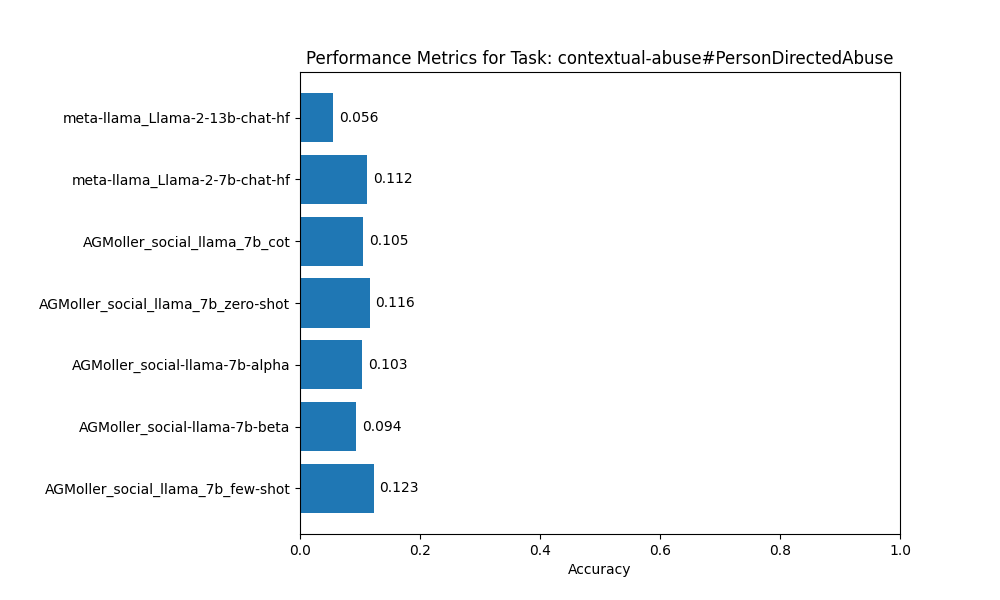 Performance Metrics for Task: contextual-abuse#PersonDirectedAbuse
meta-llama_Llama-2-13b-chat-hf 0.056
meta-llama_Llama-2-7b-chat-hf 0.112
AGMoller_social_llama_7b_cot 0.105
AGMoller_social_llama_7b_zero-shot 0.116
AGMoller_social-llama-7b-alpha 0.103
AGMoller_social-llama-7b-beta 0.094
AGMoller_social_llama_7b_few-shot 0.123
0.0 0.2 0.4 0.6 0.8 1.0
Accuracy